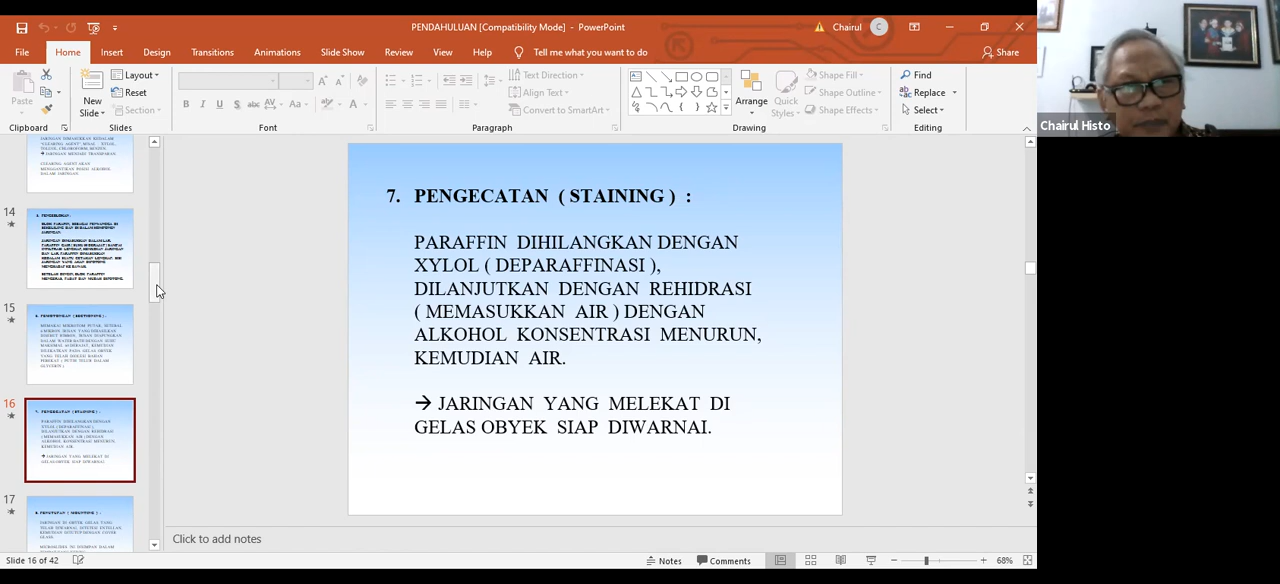 PENDAHULUAN [Compatibility Mode] - PowerPoint
Chairul
C
File Home Insert Design Transitions Animations Slide Show Review View Help Tell me what you want to do
Share
Paste
New
Slide
Layout
Reset
Section
Text Direction
Align Text
Convert to SmartArt
Arrange
Quick
Styles
Shape Fill
Shape Outline
Shape Effects
Find
Replace
Select
Clipboard Slides Font Paragraph Drawing Editing
Chairul Histo
14
15
16
17
7. PENGECATAN ( STAINING ) :
PARAFFIN DIHILANGKAN DENGAN
XYLOL ( DEPARAFFINASI ),
DILANJUTKAN DENGAN REHIDRASI
( MEMASUKKAN AIR ) DENGAN
ALKOHOL KONSENTRASI MENURUN,
KEMUDIAN AIR.
→ JARINGAN YANG MELEKAT DI
GELAS OBYEK SIAP DIWARNAI.
Click to add notes
Slide 16 of 42
Notes
Comments
68%